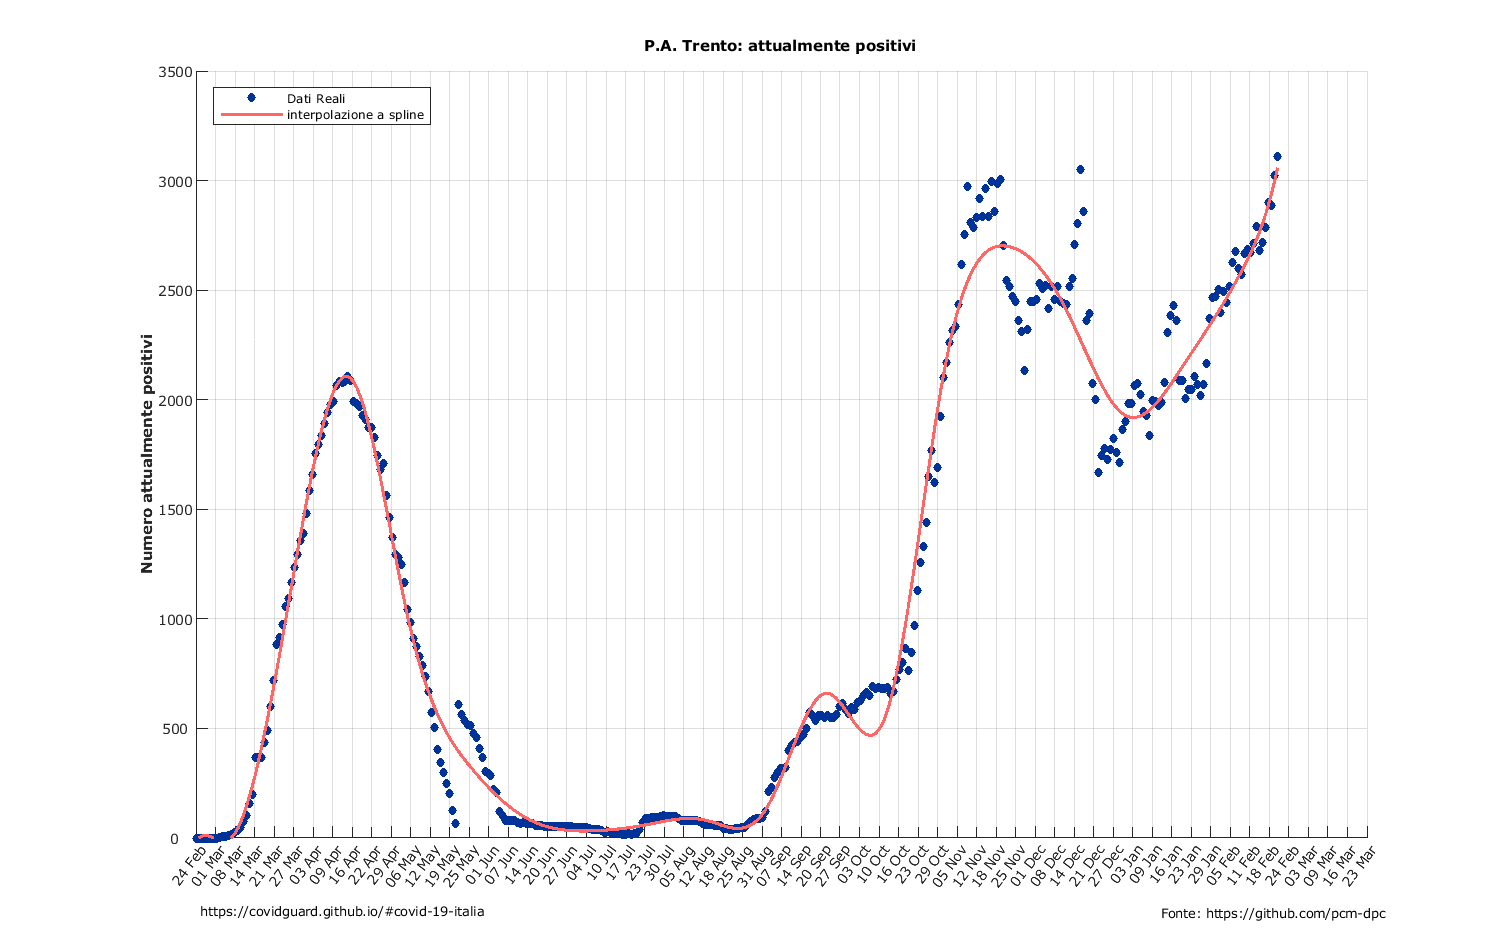 P.A. Trento: attualmente positivi
Dati Reali
interpolazione a spline
Numero attualmente positivi
3500
3000
2500
2000
1500
1000
500
0
24 Feb
01 Mar
08 Mar
14 Mar
21 Mar
27 Mar
03 Apr
09 Apr
16 Apr
22 Apr
29 Apr
06 May
12 May
19 May
25 May
01 Jun
07 Jun
14 Jun
20 Jun
27 Jun
04 Jul
10 Jul
17 Jul
23 Jul
30 Jul
05 Aug
12 Aug
18 Aug
25 Aug
31 Aug
07 Sep
14 Sep
20 Sep
27 Sep
03 Oct
10 Oct
16 Oct
23 Oct
29 Oct
05 Nov
12 Nov
18 Nov
25 Nov
01 Dec
08 Dec
14 Dec
21 Dec
27 Dec
03 Jan
09 Jan
16 Jan
23 Jan
29 Jan
05 Feb
11 Feb
18 Feb
24 Feb
03 Mar
09 Mar
16 Mar
23 Mar
https://covidguard.github.io/#covid-19-italia
Fonte: https://github.com/pcm-dpc